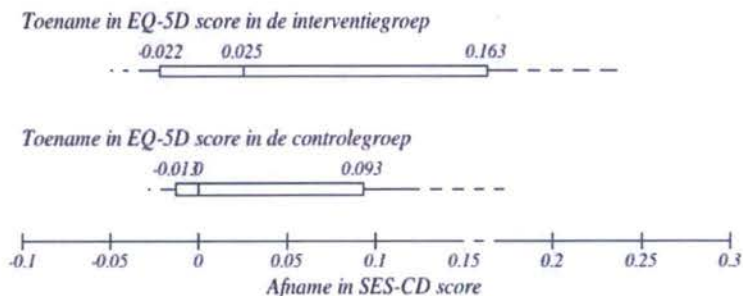 Toename in EQ-5D score in de interventiegroep
-0.022 0.025 0.163
Toename in EQ-5D score in de controlegroep
-0.013 0 0.093
-0.1 -0.05 0 0.05 0.1 0.15 0.2 0.25 0.3
Afname in SES-CD score